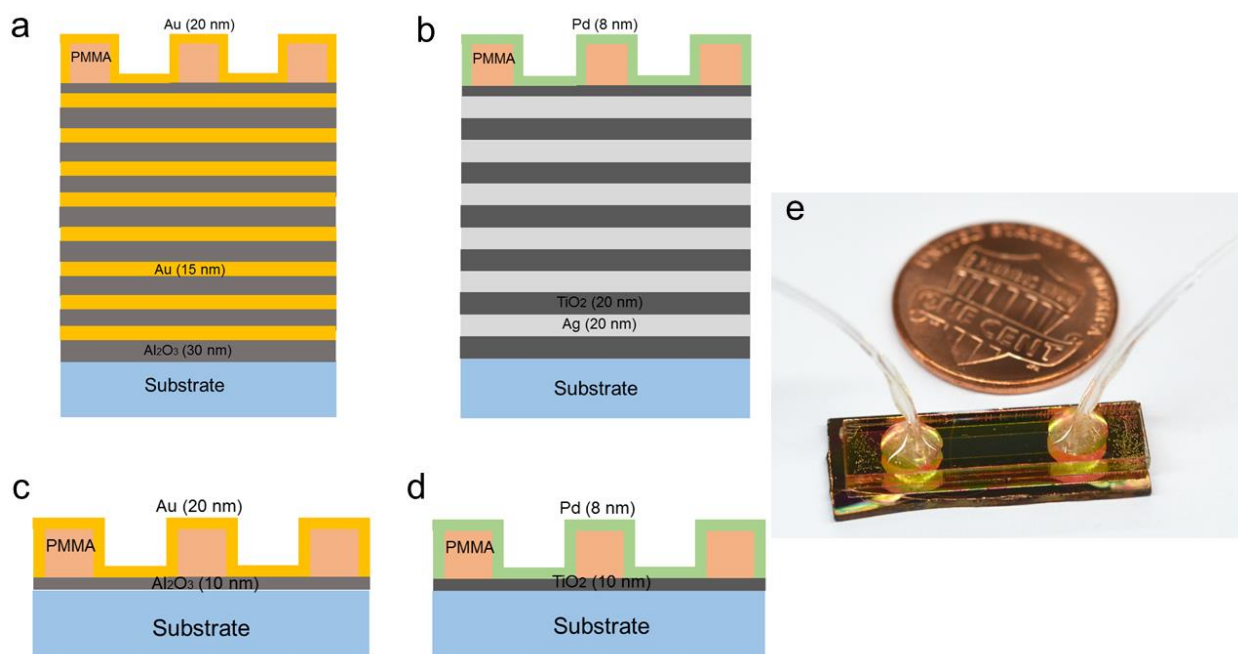 a
Au (20 nm)
PMMA
Au (15 nm)
Al₂O₃ (30 nm)
Substrate
b
Pd (8 nm)
PMMA
TiO₂ (20 nm)
Ag (20 nm)
Substrate
e
UNITED STATES OF AMERICA
E PLURIBUS UNUM
ONE CENT
c
Au (20 nm)
PMMA
Al₂O₃ (10 nm)
Substrate
d
Pd (8 nm)
PMMA
TiO₂ (10 nm)
Substrate